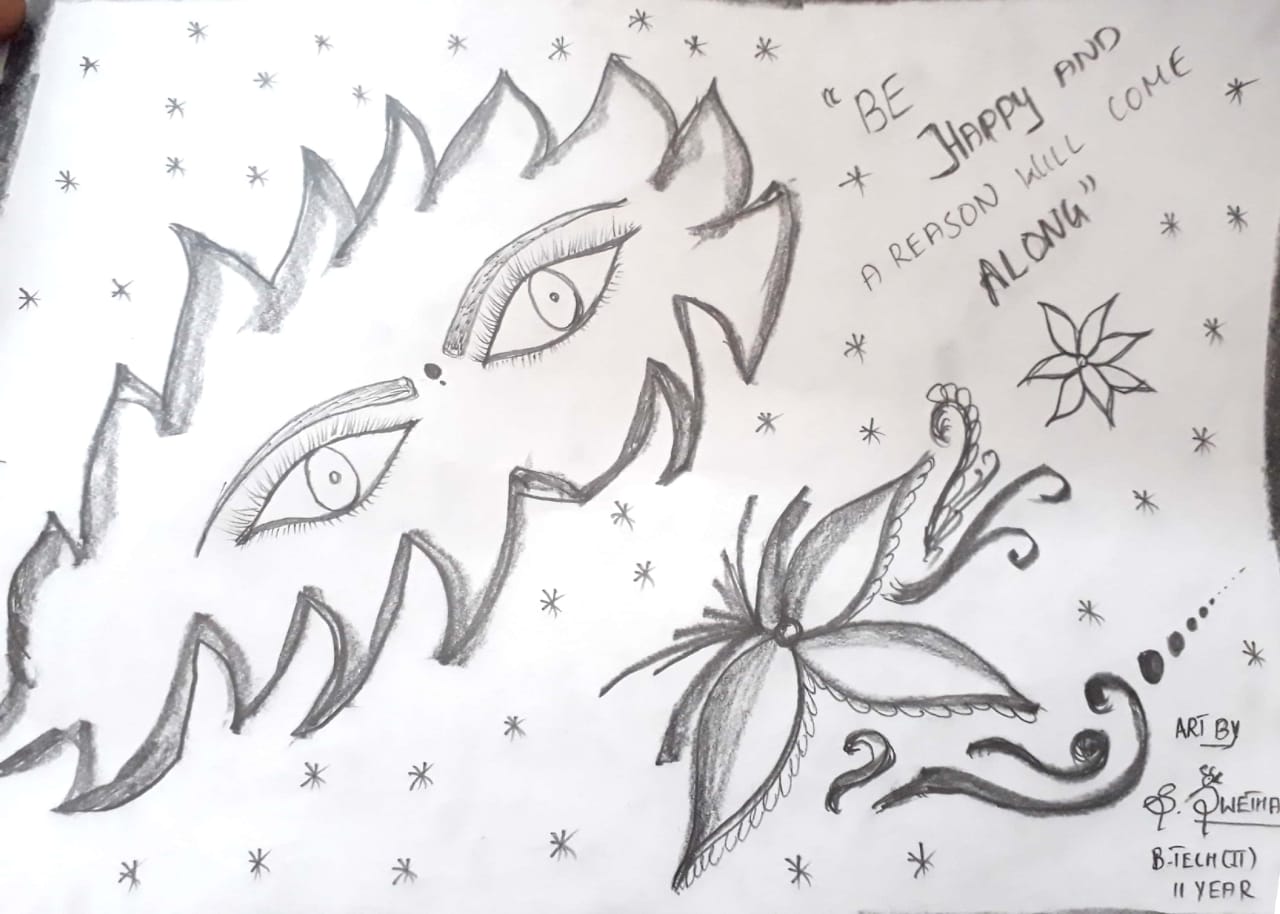 “BE
HAPPY AND
A REASON WILL COME
ALONG”
ART BY
S. SWETHA
B-TECH(IT)
II YEAR